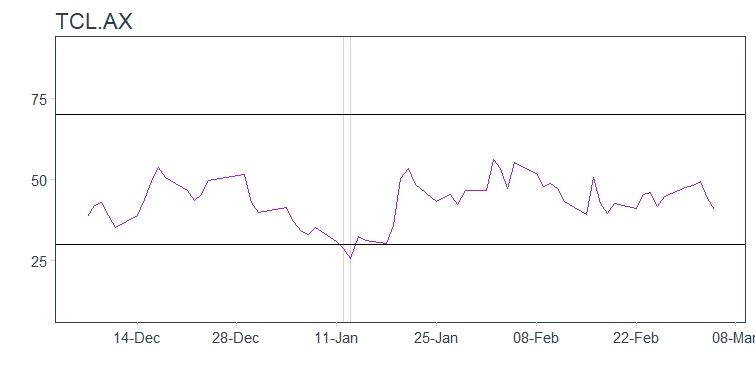 TCL.AX
75
50
25
14-Dec
28-Dec
11-Jan
25-Jan
08-Feb
22-Feb
08-Mar